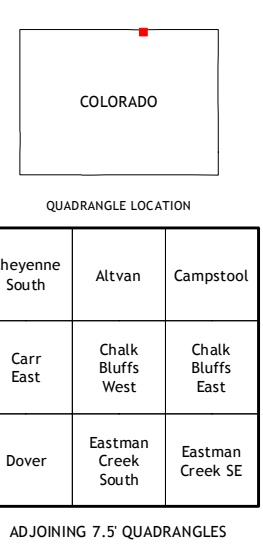 COLORADO
QUADRANGLE LOCATION
heyenne
South
Altvan
Campstool
Carr
East
Chalk
Bluffs
West
Chalk
Bluffs
East
Dover
Eastman
Creek
South
Eastman
Creek SE
ADJOINING 7.5' QUADRANGLES